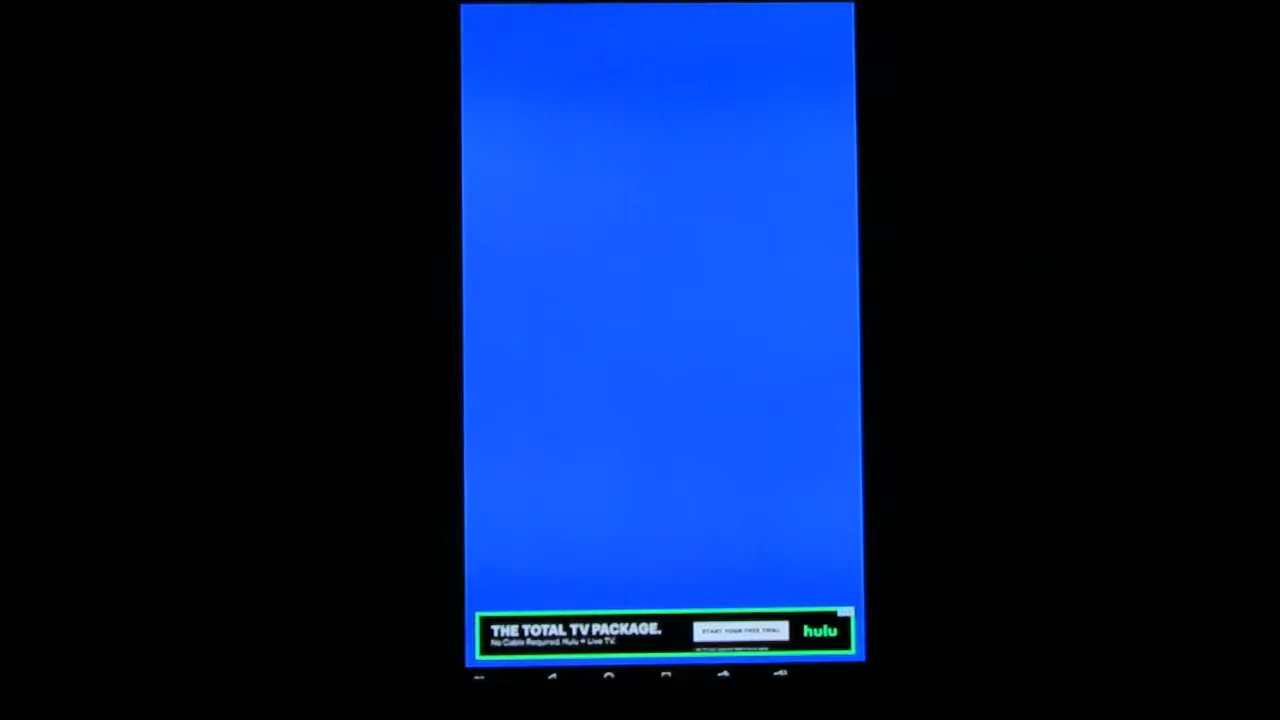 THE TOTAL TV PACKAGE.
No Cable Required. Hulu + Live TV.
START YOUR FREE TRIAL
hulu